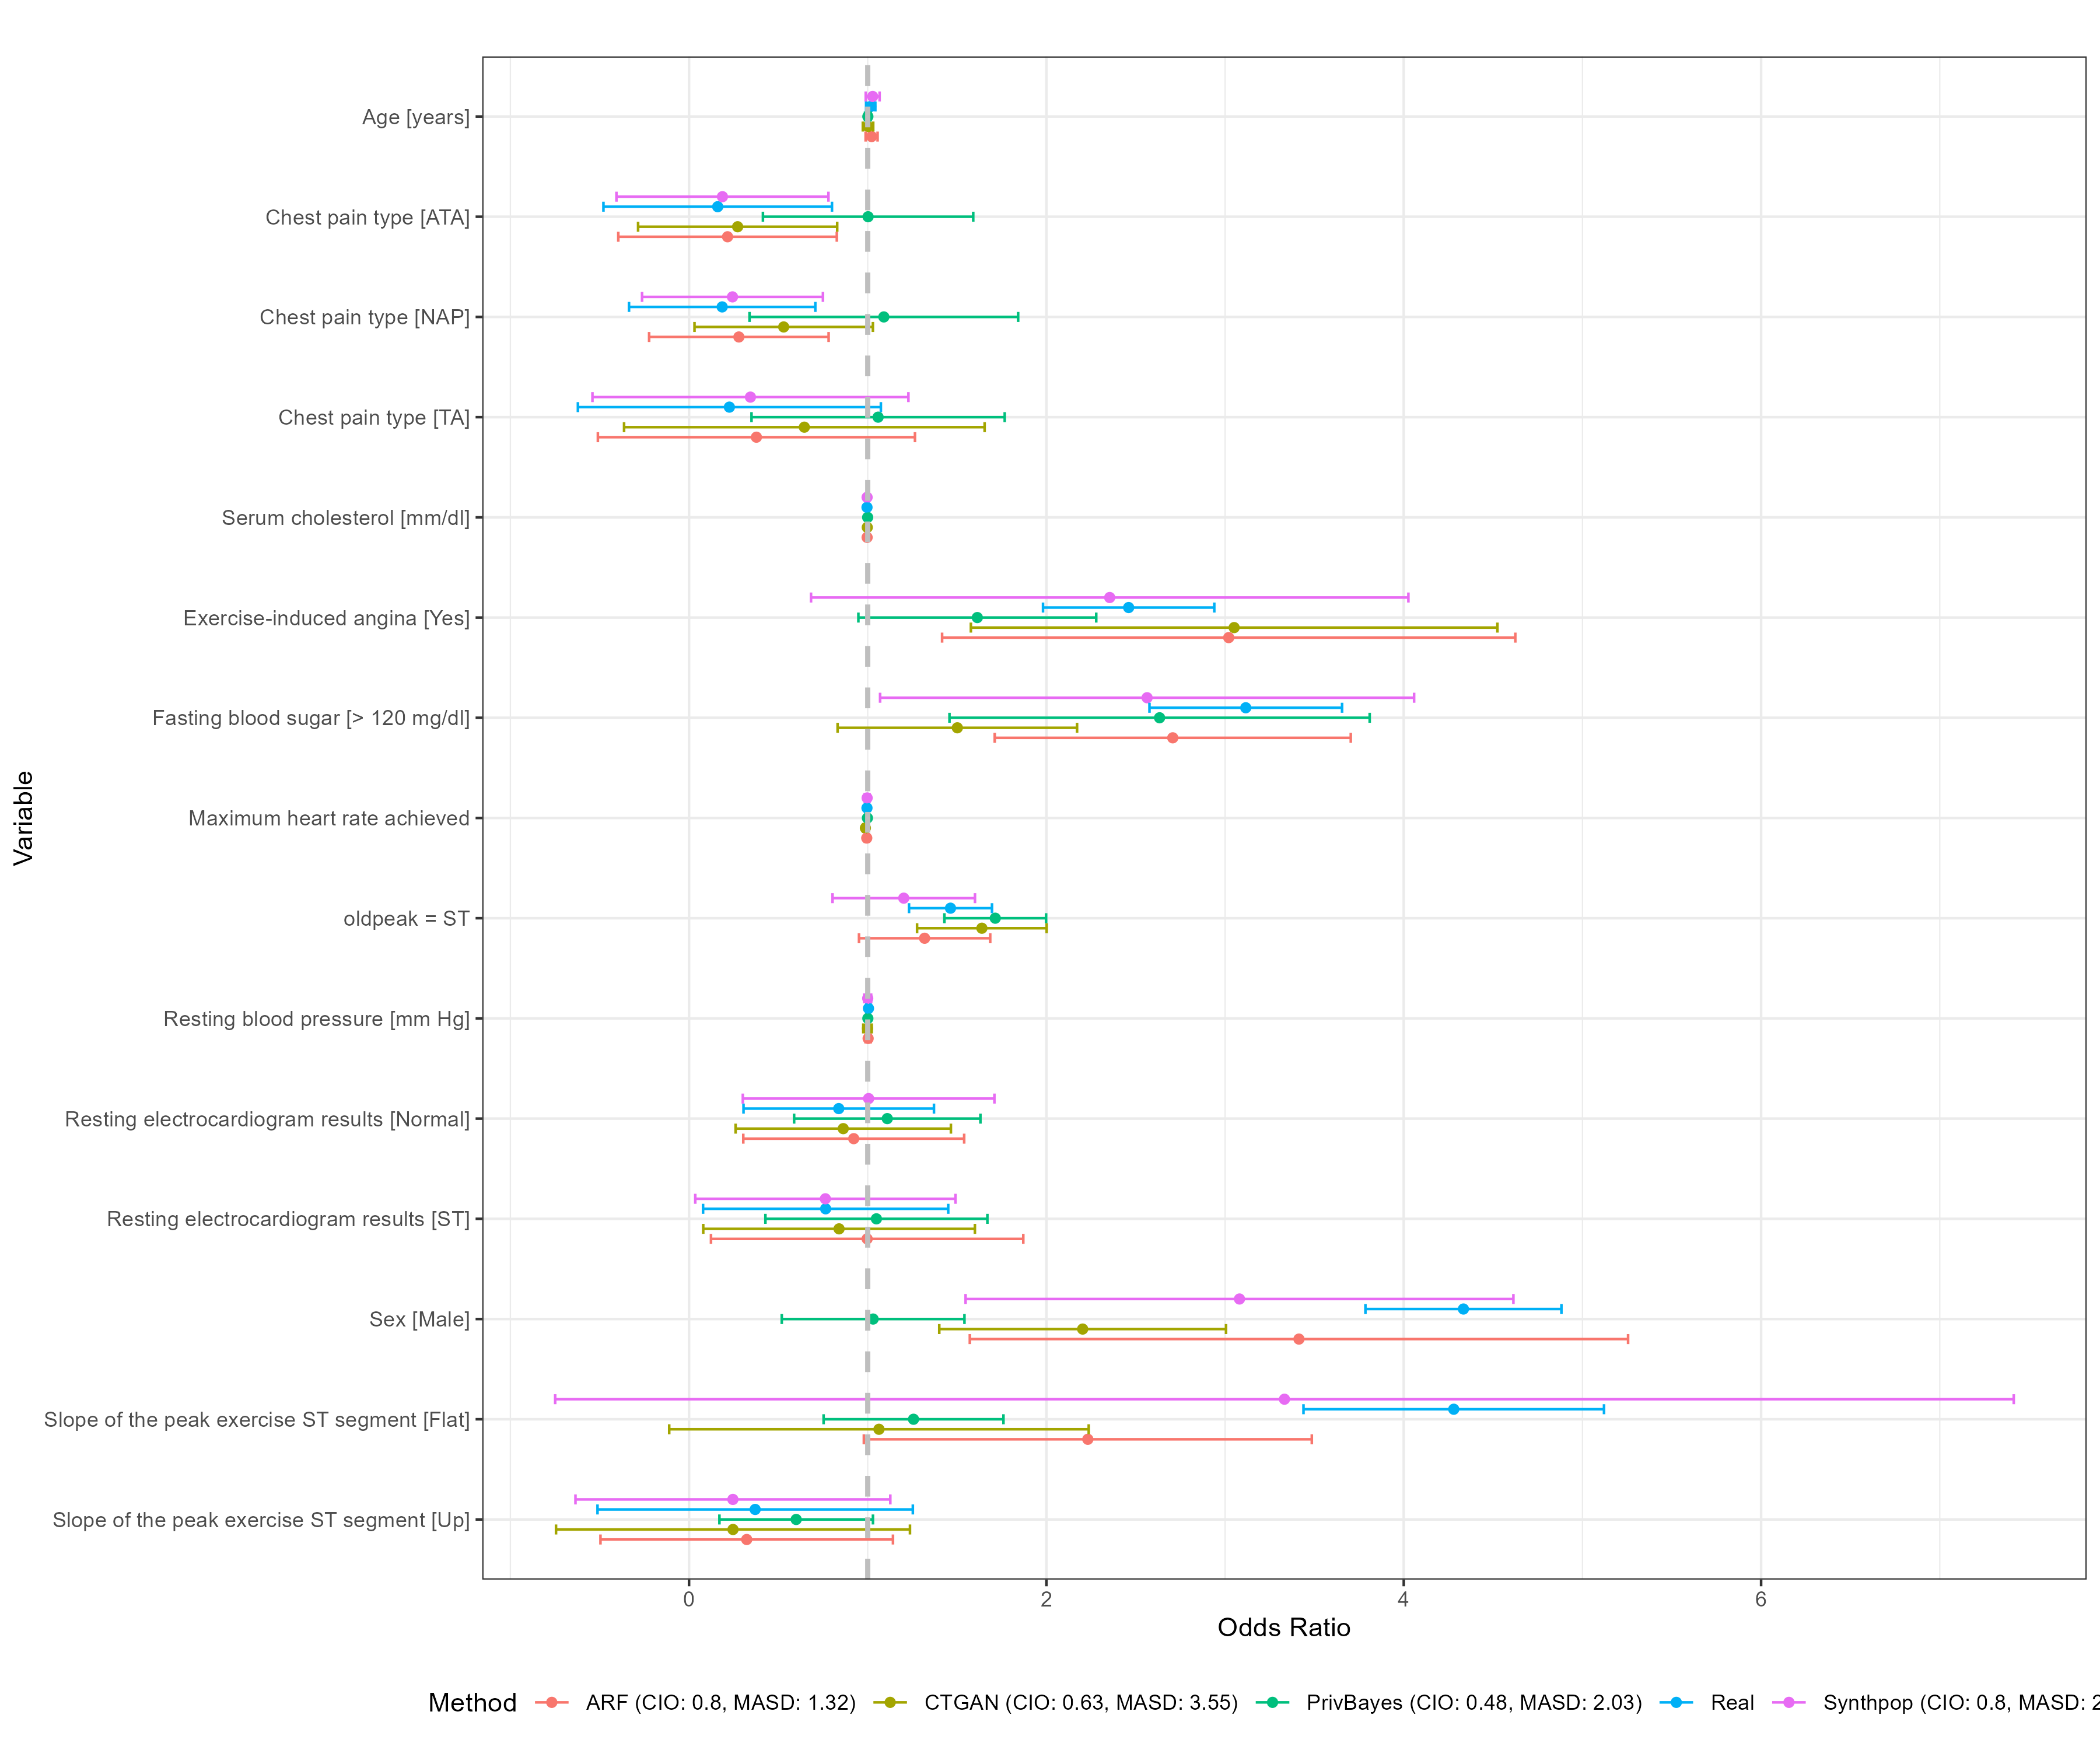 Age [years]
Chest pain type [ATA]
Chest pain type [NAP]
Chest pain type [TA]
Serum cholesterol [mm/dl]
Exercise-induced angina [Yes]
Fasting blood sugar [> 120 mg/dl]
Maximum heart rate achieved
oldpeak = ST
Resting blood pressure [mm Hg]
Resting electrocardiogram results [Normal]
Resting electrocardiogram results [ST]
Sex [Male]
Slope of the peak exercise ST segment [Flat]
Slope of the peak exercise ST segment [Up]
Variable
0 2 4 6
Odds Ratio
Method ARF (CIO: 0.8, MASD: 1.32) CTGAN (CIO: 0.63, MASD: 3.55) PrivBayes (CIO: 0.48, MASD: 2.03) Real Synthpop (CIO: 0.8, MASD: 2